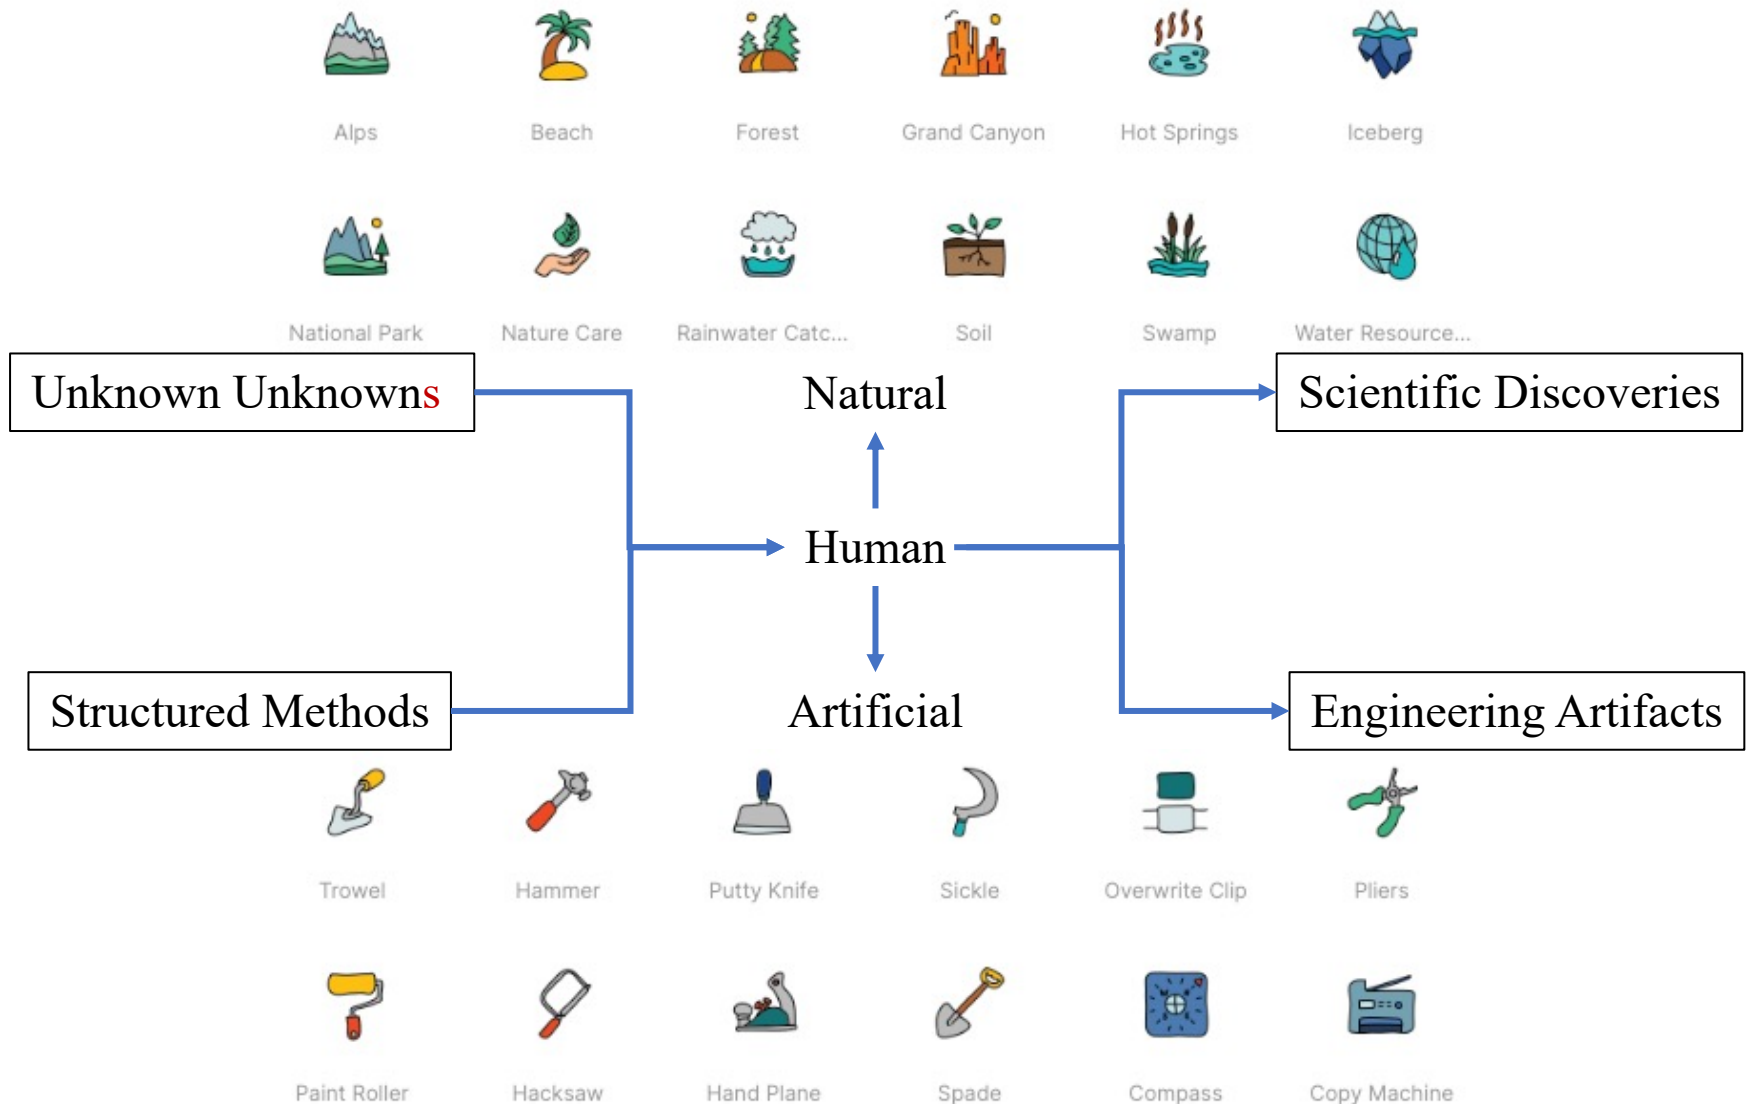 Alps
Beach
Forest
Grand Canyon
Hot Springs
Iceberg
National Park
Nature Care
Rainwater Catc...
Soil
Swamp
Water Resource...
Unknown Unknowns
Natural
Scientific Discoveries
Human
Structured Methods
Artificial
Engineering Artifacts
Trowel
Hammer
Putty Knife
Sickle
Overwrite Clip
Pliers
Paint Roller
Hacksaw
Hand Plane
Spade
Compass
Copy Machine